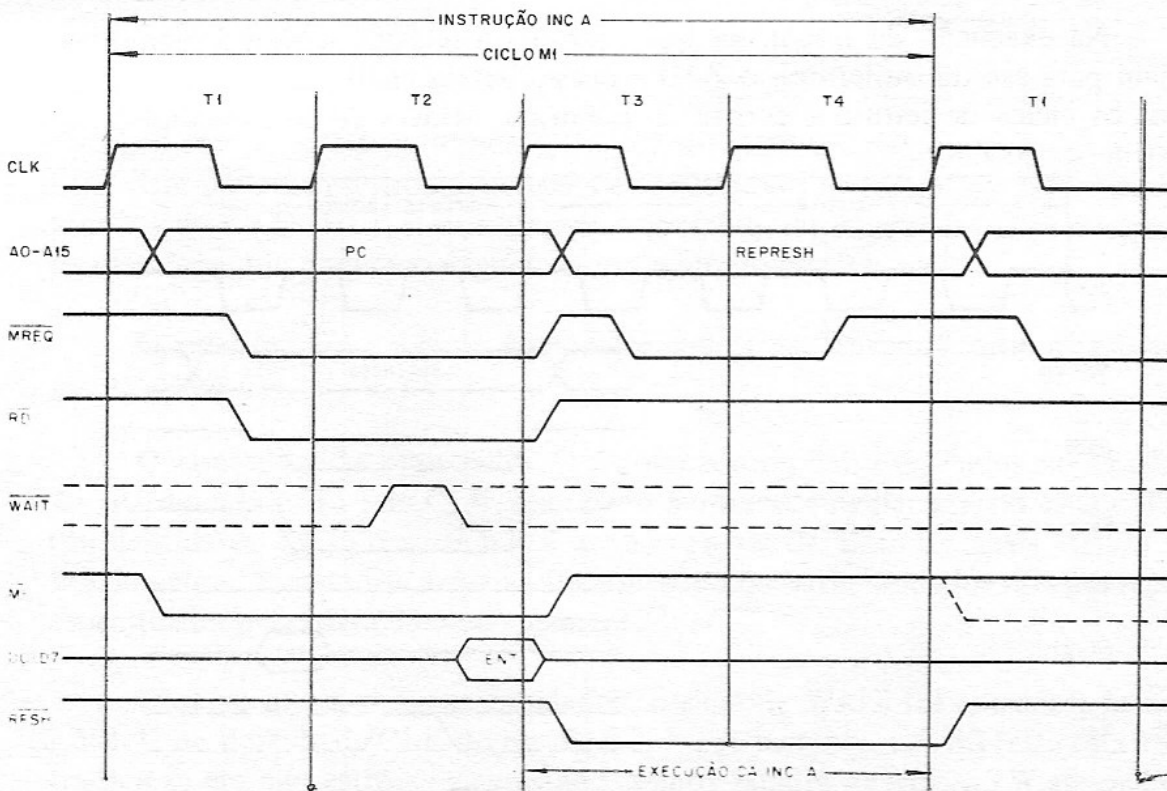 INSTRUÇÃO INC A
CICLO M1
T1 T2 T3 T4 T1
CLK
A0-A15 PC REPRESH
MREQ
RD
WAIT
M1
D0-D7 ENT
RFSH
EXECUÇÃO DA INC A